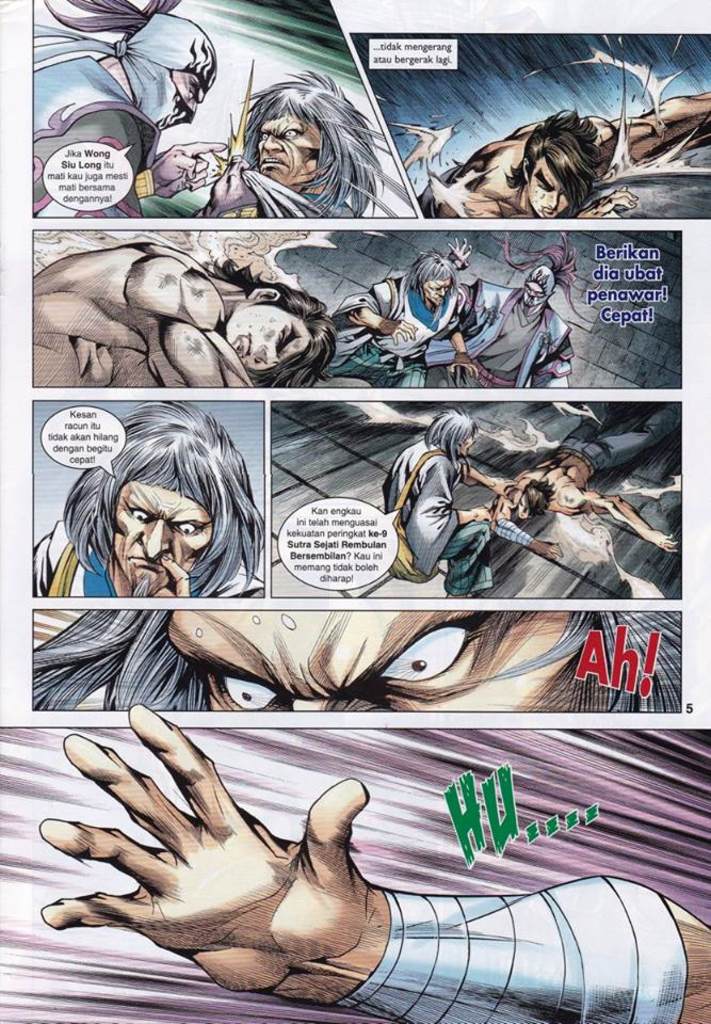 Jika Wong
Siu Long itu
mati kau juga mesti
mati bersama
dengannya!
...tidak mengerang
atau bergerak lagi.
Berikan
dia ubat
penawar!
Cepat!
Kesan
racun itu
tidak akan hilang
dengan begitu
cepat!
Kan engkau
ini telah menguasai
kekuatan peringkat ke-9
Sutra Sejati Rembulan
Bersembilan? Kau ini
memang tidak boleh
diharap!
Ah!
5
HU....